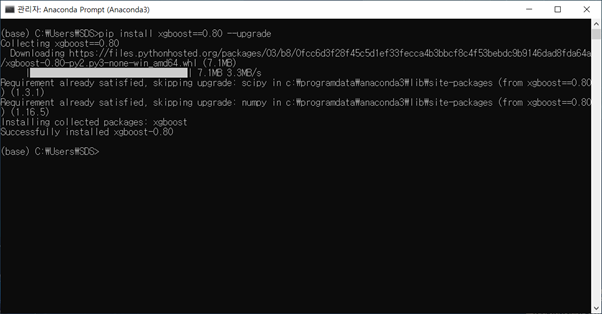 관리자: Anaconda Prompt (Anaconda3)
(base) C:₩Users₩SDS>pip install xgboost==0.80 --upgrade
Collecting xgboost==0.80
  Downloading https://files.pythonhosted.org/packages/03/b8/0fcc6d3f28f45c5d1ef33fecca4b3bbcf8c4f53bebdc9b9146dad8fda64a
/xgboost-0.80-py2.py3-none-win_amd64.whl (7.1MB)
     | | 7.1MB 3.3MB/s
Requirement already satisfied, skipping upgrade: scipy in c:₩programdata₩anaconda3₩lib₩site-packages (from xgboost==0.80
) (1.3.1)
Requirement already satisfied, skipping upgrade: numpy in c:₩programdata₩anaconda3₩lib₩site-packages (from xgboost==0.80
) (1.16.5)
Installing collected packages: xgboost
Successfully installed xgboost-0.80
(base) C:₩Users₩SDS>